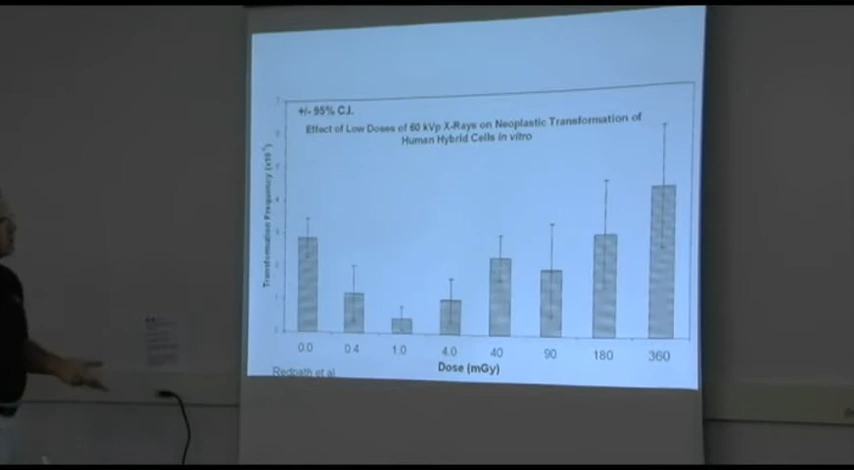 +/- 95% C.I.
Effect of Low Doses of 60 kVp X-Rays on Neoplastic Transformation of
Human Hybrid Cells in vitro
Transformation Frequency
0.0 0.4 1.0 4.0 40 90 180 360
Dose (mGy)
Redpath et al